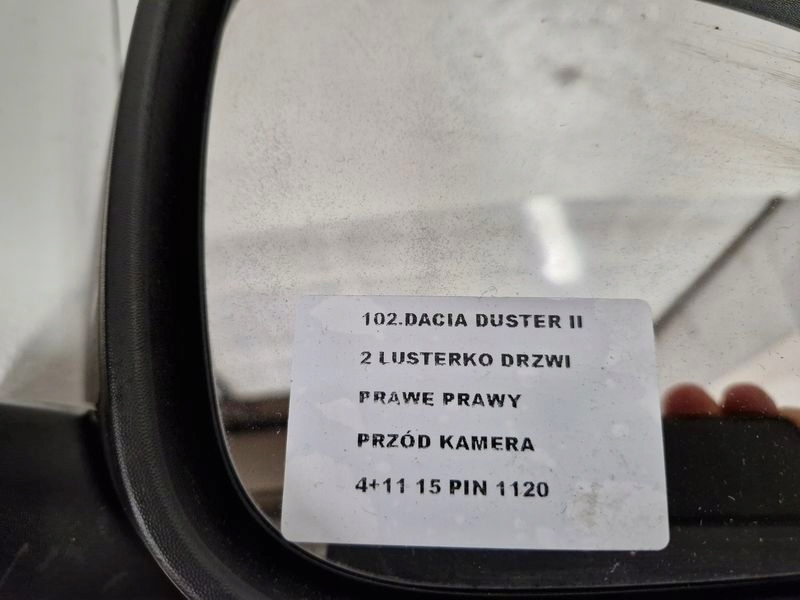 102.DACIA DUSTER II
2 LUSTERKO DRZWI
PRAWE PRAWY
PRZÓD KAMERA
4+11 15 PIN 1120